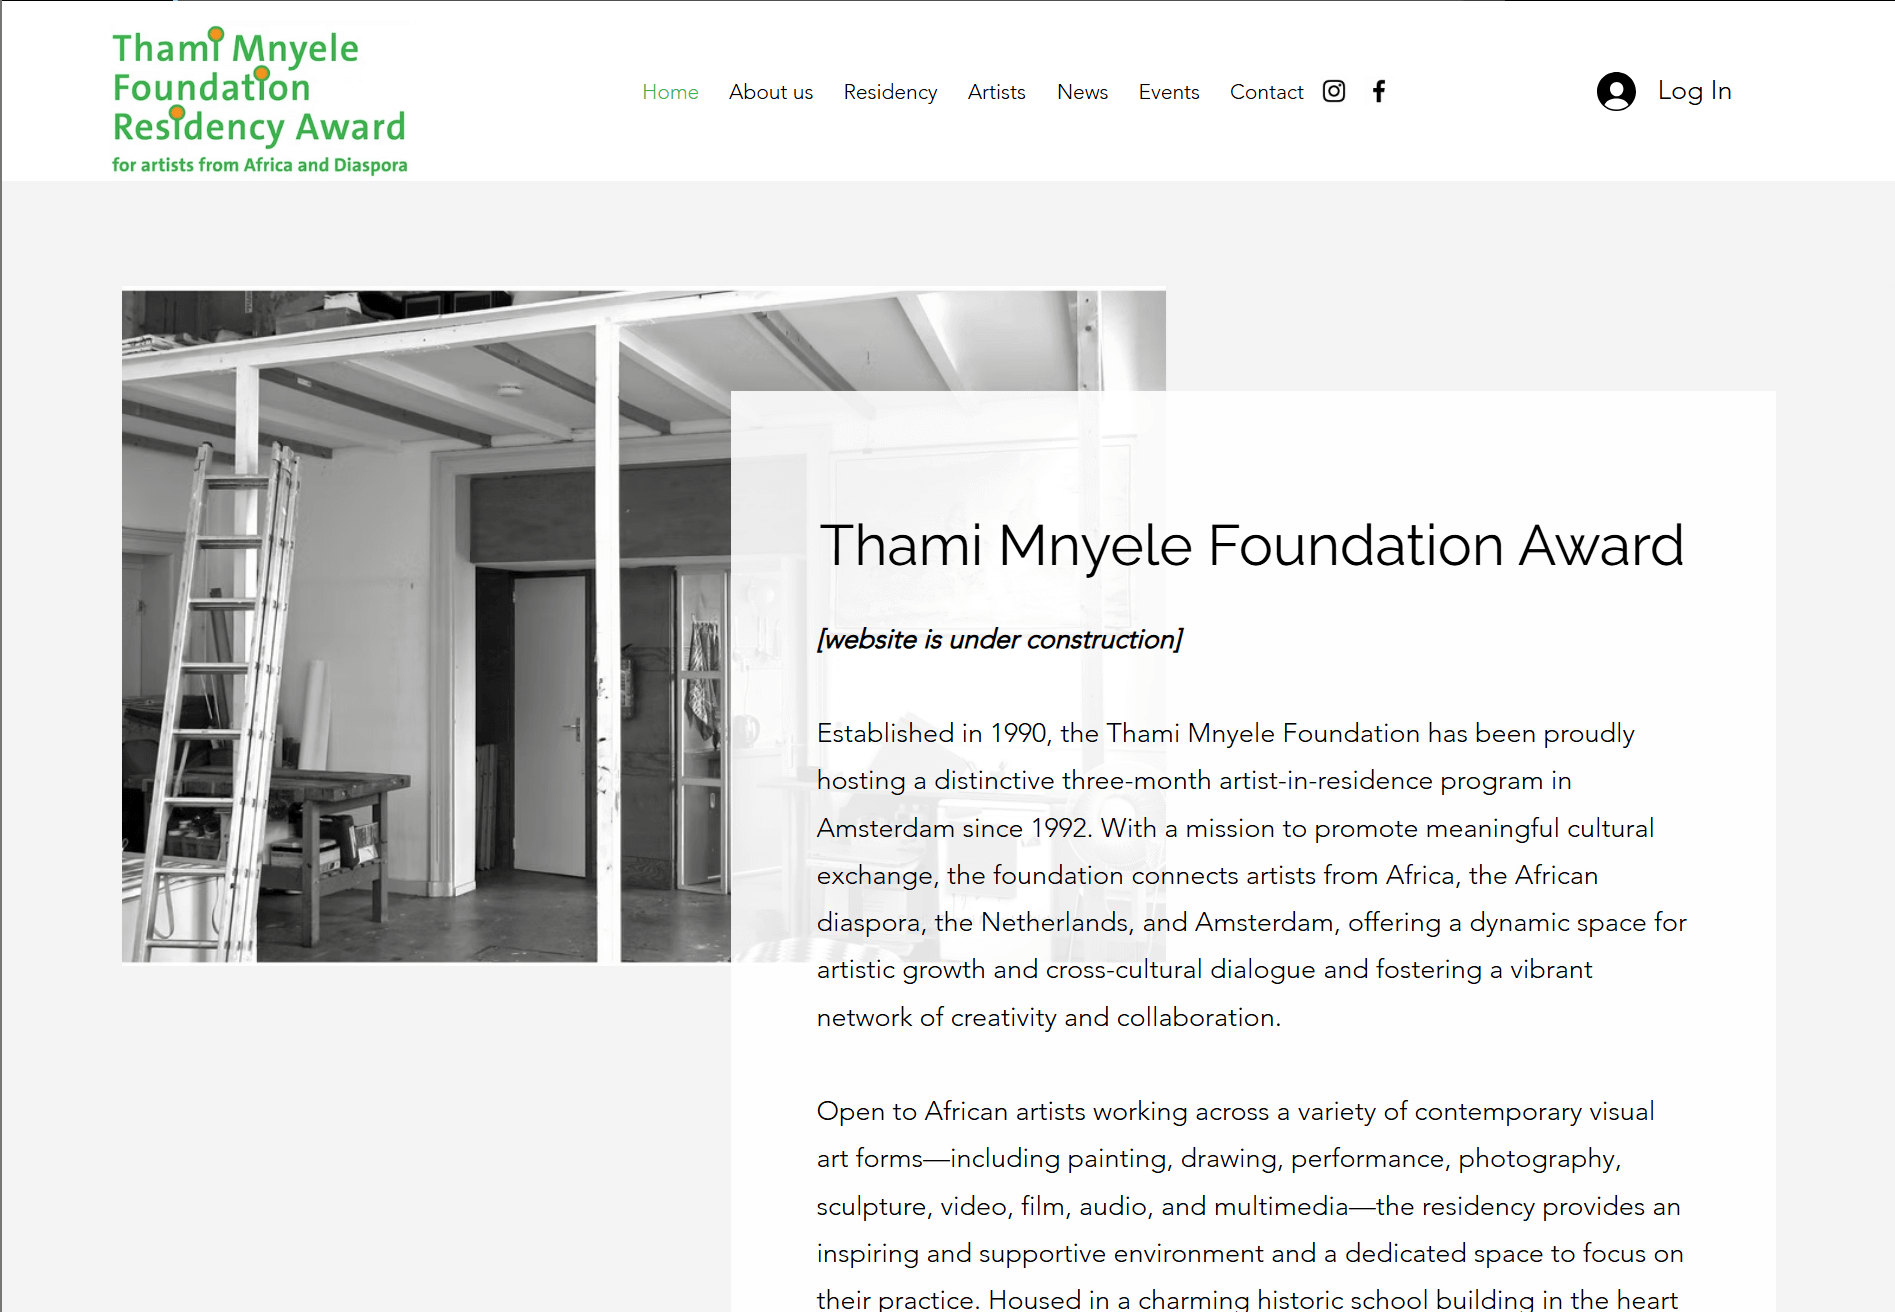 Thami Mnyele
Foundation
Residency Award
for artists from Africa and Diaspora
Home About us Residency Artists News Events Contact Log In
Thami Mnyele Foundation Award
[website is under construction]
Established in 1990, the Thami Mnyele Foundation has been proudly
hosting a distinctive three-month artist-in-residence program in
Amsterdam since 1992. With a mission to promote meaningful cultural
exchange, the foundation connects artists from Africa, the African
diaspora, the Netherlands, and Amsterdam, offering a dynamic space for
artistic growth and cross-cultural dialogue and fostering a vibrant
network of creativity and collaboration.
Open to African artists working across a variety of contemporary visual
art forms—including painting, drawing, performance, photography,
sculpture, video, film, audio, and multimedia—the residency provides an
inspiring and supportive environment and a dedicated space to focus on
their practice. Housed in a charming historic school building in the heart